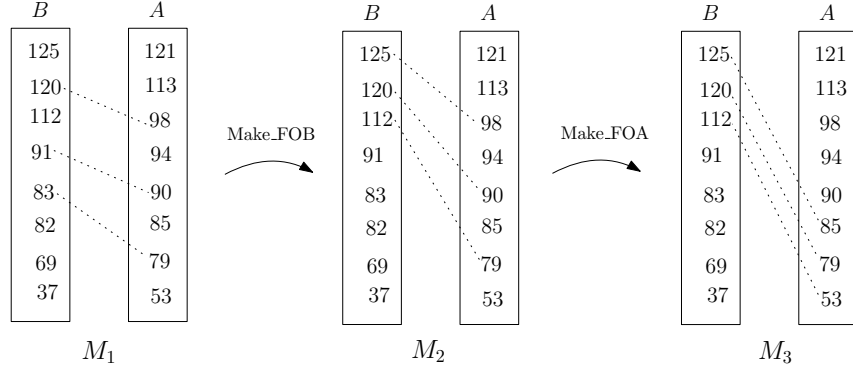 B A B A B A
125 121 125 121 125 121
120 113 120 113 120 113
112 98 112 98 112 98
91 94 91 94 91 94
83 90 83 90 83 90
82 85 82 85 82 85
69 79 69 79 69 79
37 53 37 53 37 53
Make_FOB Make_FOA
M1 M2 M3